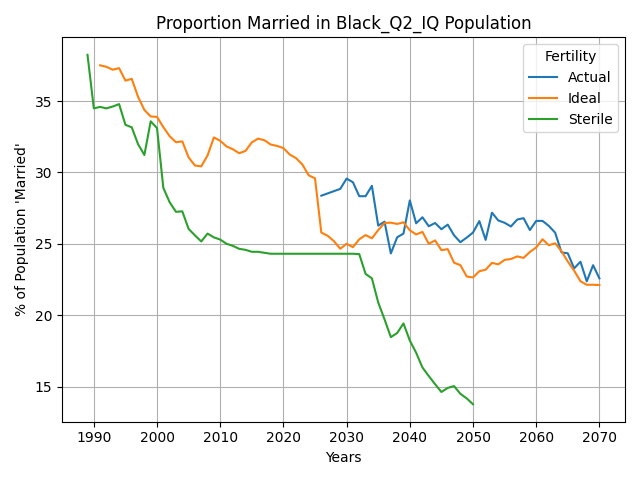 Proportion Married in Black_Q2_IQ Population
% of Population 'Married'
35
30
25
20
15
Fertility
Actual
Ideal
Sterile
1990 2000 2010 2020 2030 2040 2050 2060 2070
Years